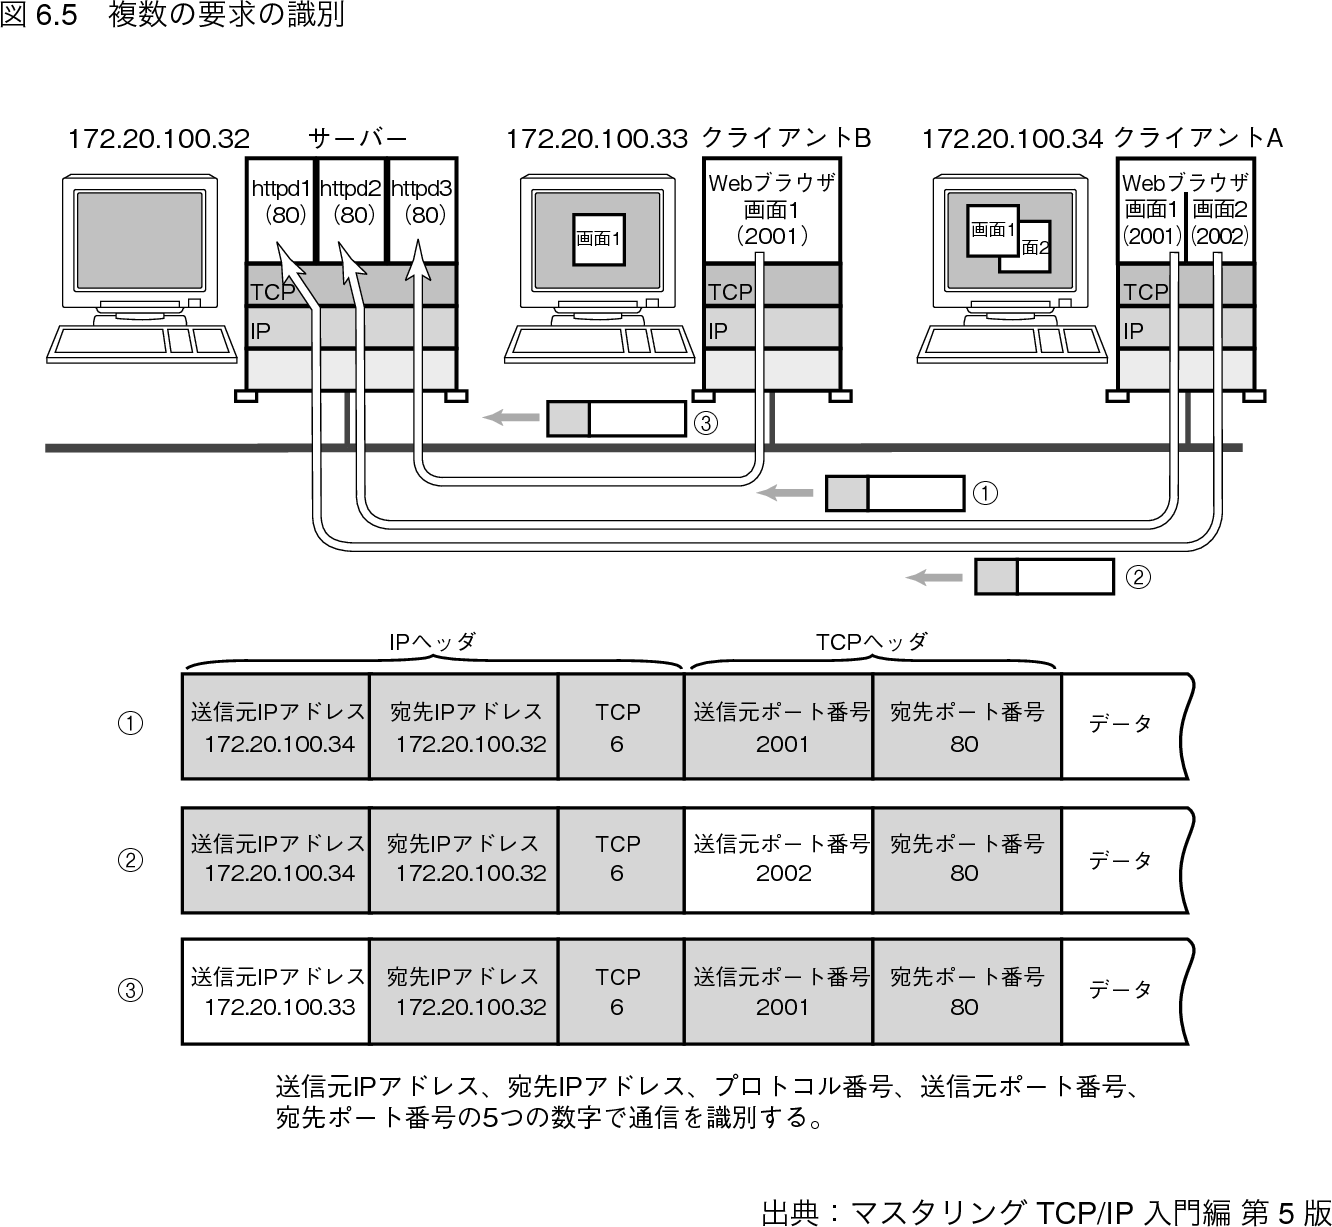 図 6.5　複数の要求の識別
172.20.100.32 サーバー
172.20.100.33 クライアントB
172.20.100.34 クライアントA
httpd1 httpd2 httpd3
(80) (80) (80)
TCP
IP
画面1
Webブラウザ
画面1
(2001)
TCP
IP
画面1
面2
Webブラウザ
画面1 画面2
(2001) (2002)
TCP
IP
③
①
②
IPヘッダ TCPヘッダ
① 送信元IPアドレス 宛先IPアドレス TCP 送信元ポート番号 宛先ポート番号 データ
172.20.100.34 172.20.100.32 6 2001 80
② 送信元IPアドレス 宛先IPアドレス TCP 送信元ポート番号 宛先ポート番号 データ
172.20.100.34 172.20.100.32 6 2002 80
③ 送信元IPアドレス 宛先IPアドレス TCP 送信元ポート番号 宛先ポート番号 データ
172.20.100.33 172.20.100.32 6 2001 80
送信元IPアドレス、宛先IPアドレス、プロトコル番号、送信元ポート番号、
宛先ポート番号の5つの数字で通信を識別する。
出典：マスタリング TCP/IP 入門編 第 5 版